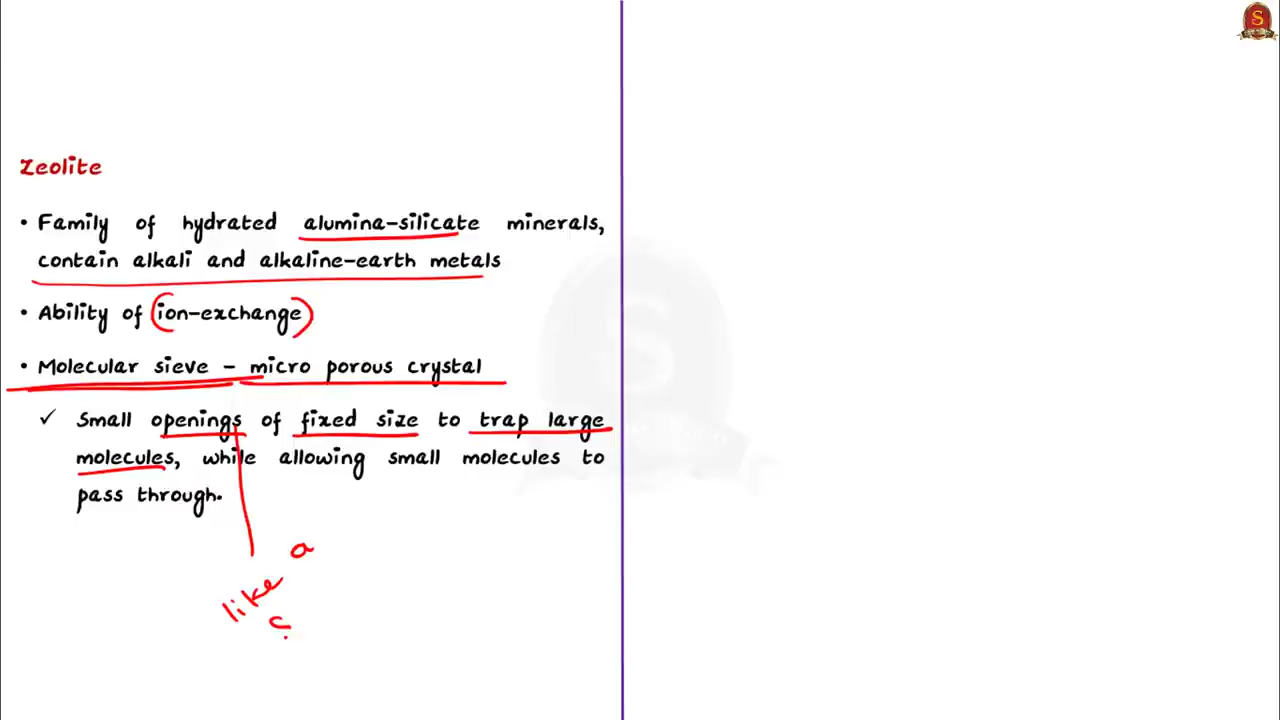 Zeolite
• Family of hydrated alumina-silicate minerals,
contain alkali and alkaline-earth metals
• Ability of (ion-exchange)
• Molecular sieve - micro porous crystal
✓ Small openings of fixed size to trap large
molecules, while allowing small molecules to
pass through.
like a
S